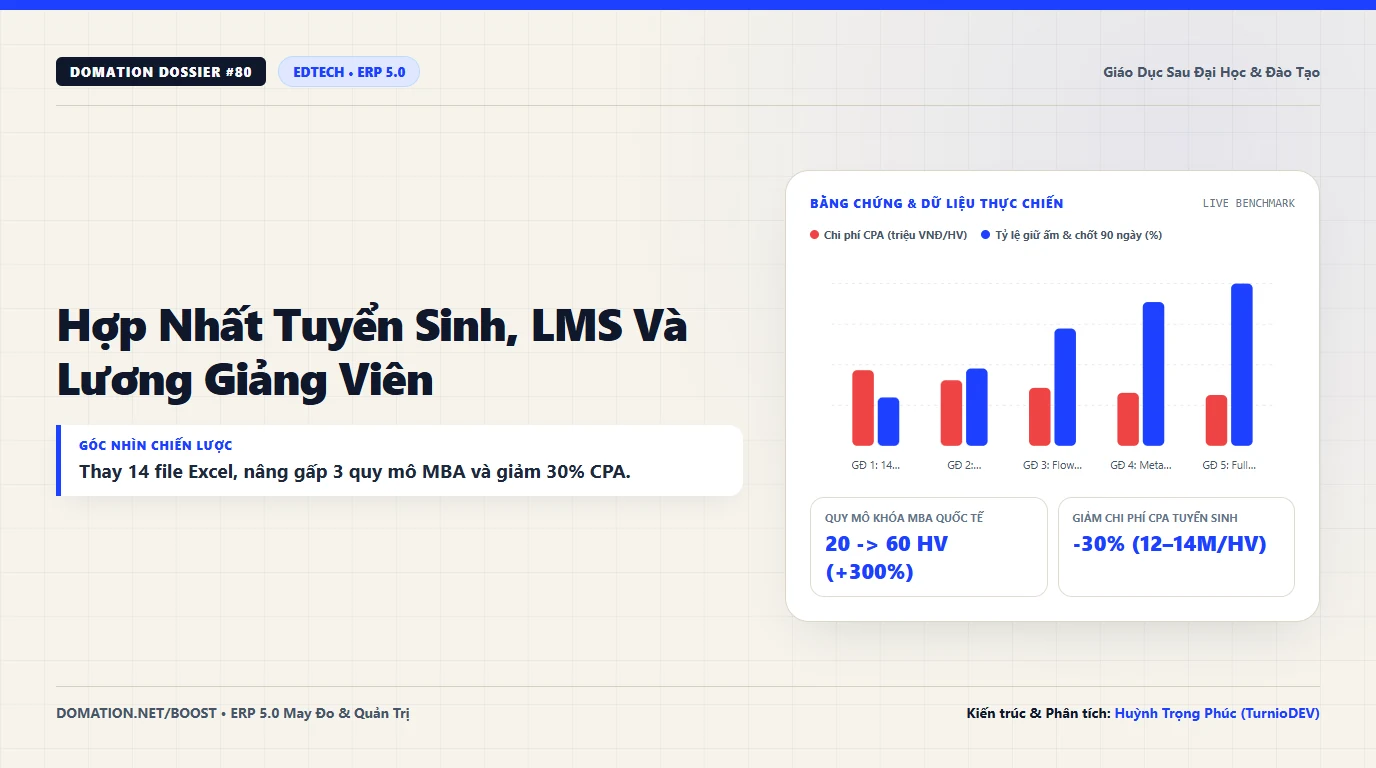 DOMATION DOSSIER #80
EDTECH • ERP 5.0
Giáo Dục Sau Đại Học & Đào Tạo
Hợp Nhất Tuyển Sinh, LMS Và
Lương Giảng Viên
GÓC NHÌN CHIẾN LƯỢC
Thay 14 file Excel, nâng gấp 3 quy mô MBA và giảm 30% CPA.
BẰNG CHỨNG & DỮ LIỆU THỰC CHIẾN
LIVE BENCHMARK
Chi phí CPA (triệu VNĐ/HV)
Tỷ lệ giữ ấm & chốt 90 ngày (%)
GĐ 1: 14...
GĐ 2:...
GĐ 3: Flow...
GĐ 4: Meta...
GĐ 5: Full...
QUY MÔ KHÓA MBA QUỐC TẾ
20 -> 60 HV
(+300%)
GIẢM CHI PHÍ CPA TUYỂN SINH
-30% (12–14M/HV)
DOMATION.NET/BOOST • ERP 5.0 May Đo & Quản Trị
Kiến trúc & Phân tích: Huỳnh Trọng Phúc (TurnioDEV)